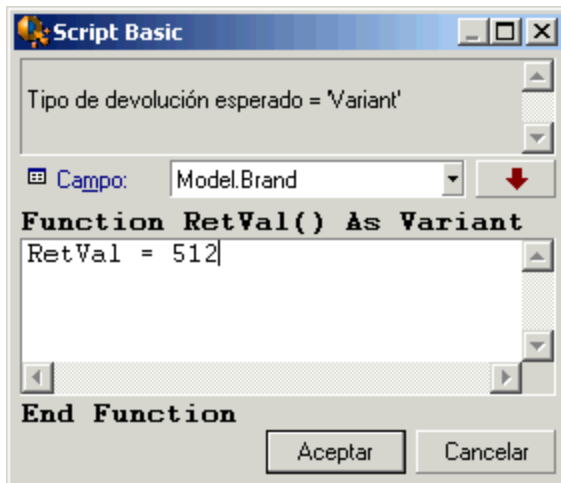 Script Basic
Tipo de devolución esperado = 'Variant'
Campo: Model.Brand
Function RetVal() As Variant
RetVal = 512
End Function
Aceptar Cancelar